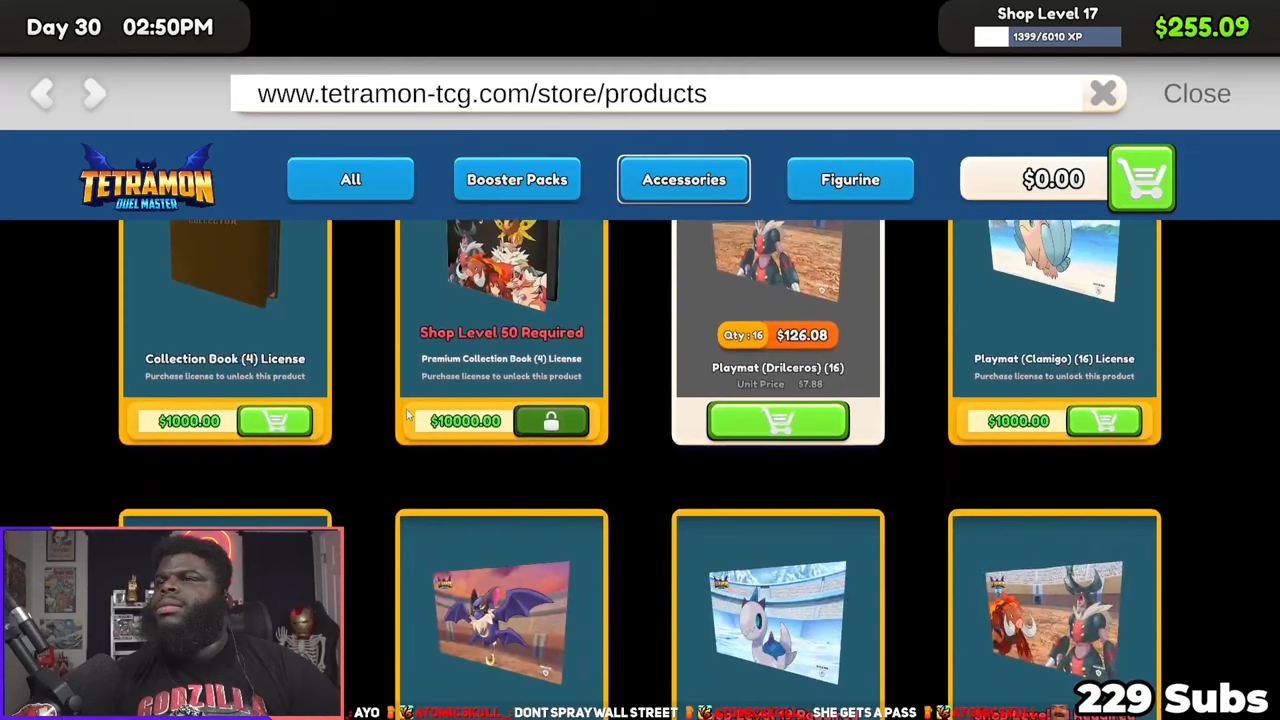 Day 30 02:50PM
Shop Level 17
1399/6010 XP
$255.09
www.tetramon-tcg.com/store/products
Close
TETRAMON
DUEL MASTER
All
Booster Packs
Accessories
Figurine
$0.00
Collection Book (4) License
Purchase license to unlock this product
$1000.00
Shop Level 50 Required
Premium Collection Book (4) License
Purchase license to unlock this product
$10000.00
Qty: 16 $126.08
Playmat (Drilceros) (16)
Unit Price $7.88
Playmat (Clamigo) (16) License
Purchase license to unlock this product
$1000.00
GODZILLA
229 Subs
AYO ATOMICSKULL_: DONT SPRAY WALL STREET SHE GETS A PASS